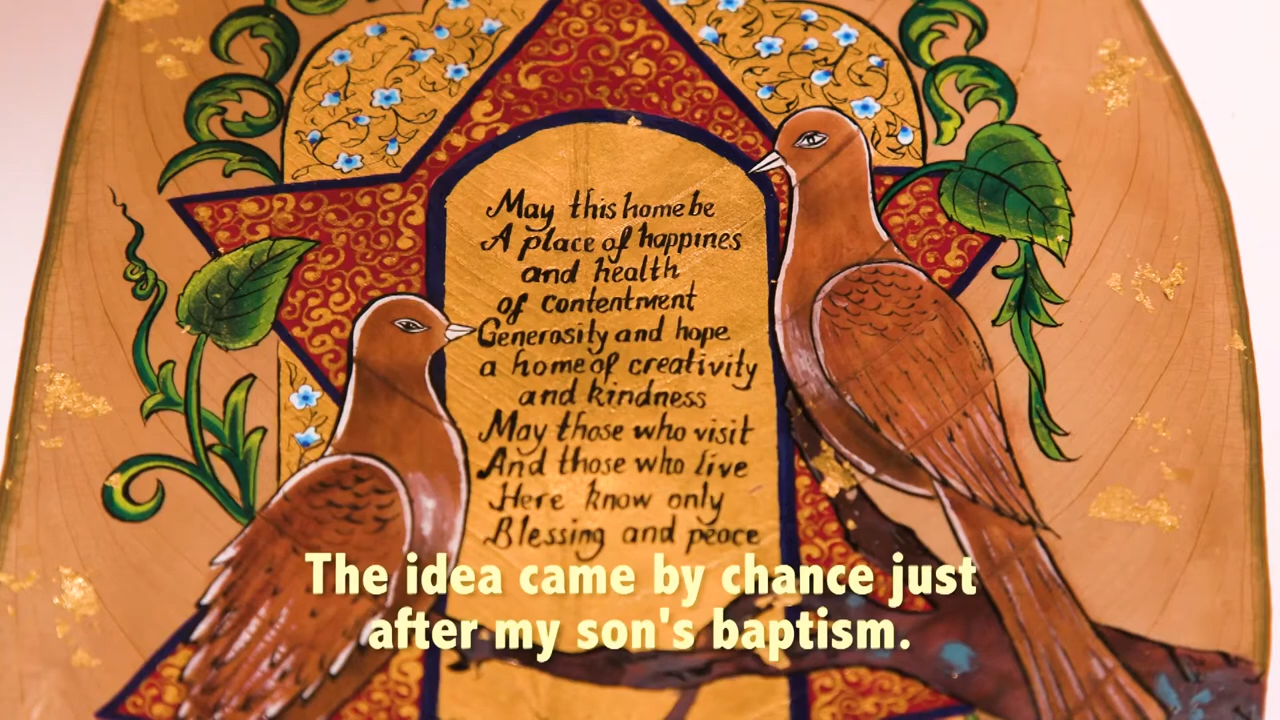 May this home be
A place of happines
and health
of contentment
Generosity and hope
a home of creativity
and kindness
May those who visit
And those who live
Here know only
Blessing and peace
The idea came by chance just
after my son's baptism.